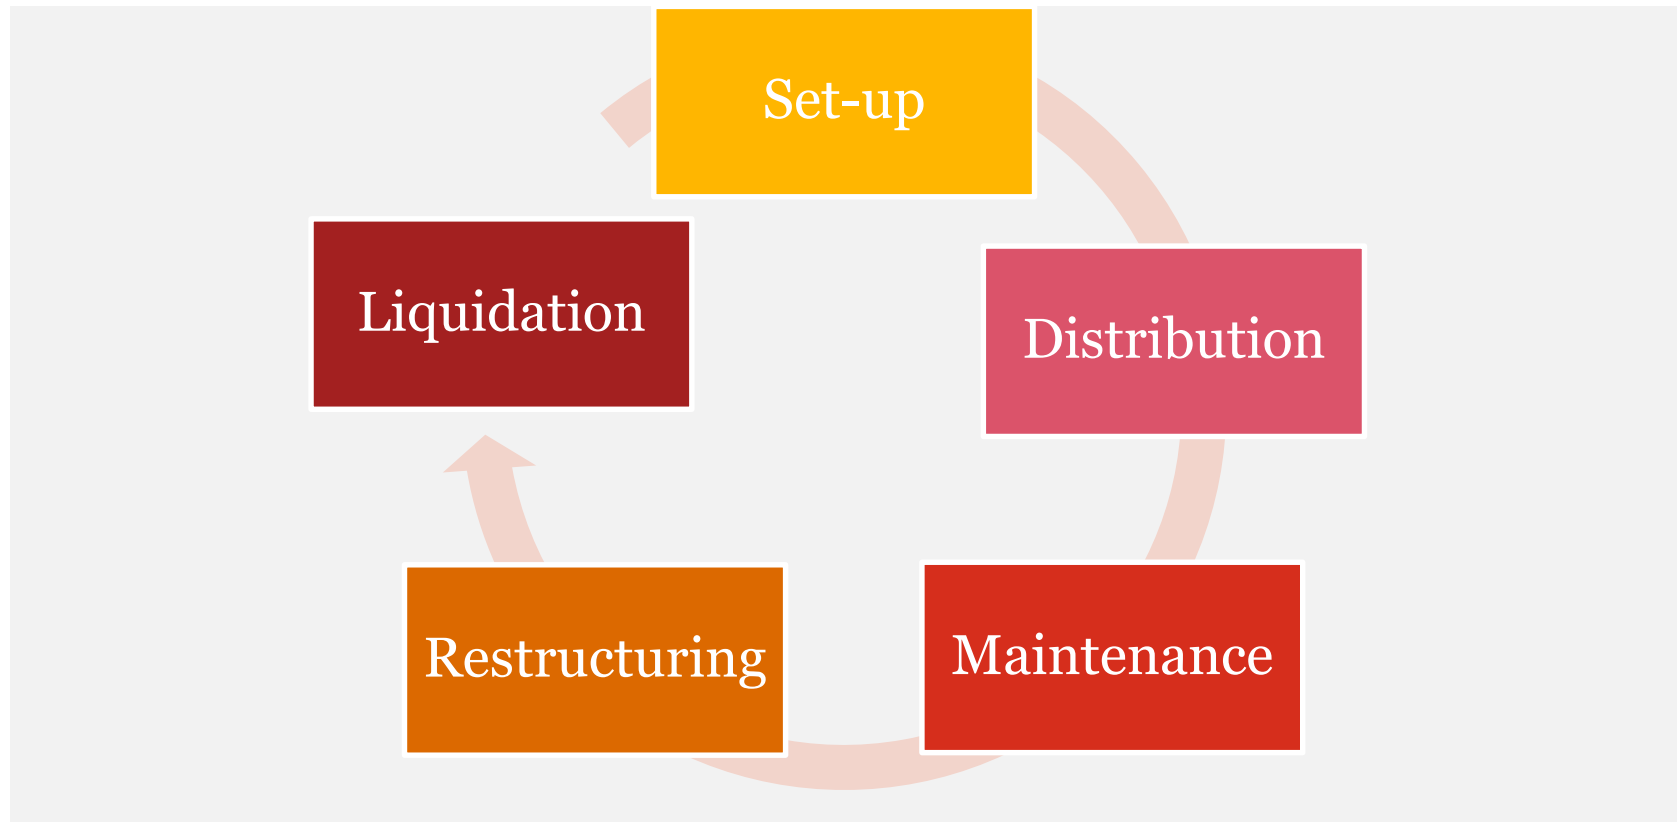 Set-up
Distribution
Maintenance
Restructuring
Liquidation